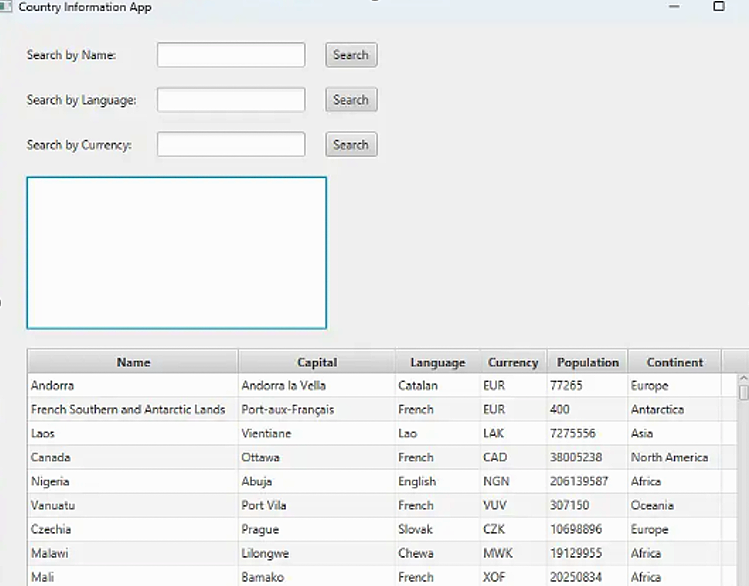 Country Information App
Search by Name: Search
Search by Language: Search
Search by Currency: Search
Name Capital Language Currency Population Continent
Andorra Andorra la Vella Catalan EUR 77265 Europe
French Southern and Antarctic Lands Port-aux-Français French EUR 400 Antarctica
Laos Vientiane Lao LAK 7275556 Asia
Canada Ottawa French CAD 38005238 North America
Nigeria Abuja English NGN 206139587 Africa
Vanuatu Port Vila French VUV 307150 Oceania
Czechia Prague Slovak CZK 10698896 Europe
Malawi Lilongwe Chewa MWK 19129955 Africa
Mali Bamako French XOF 20250834 Africa